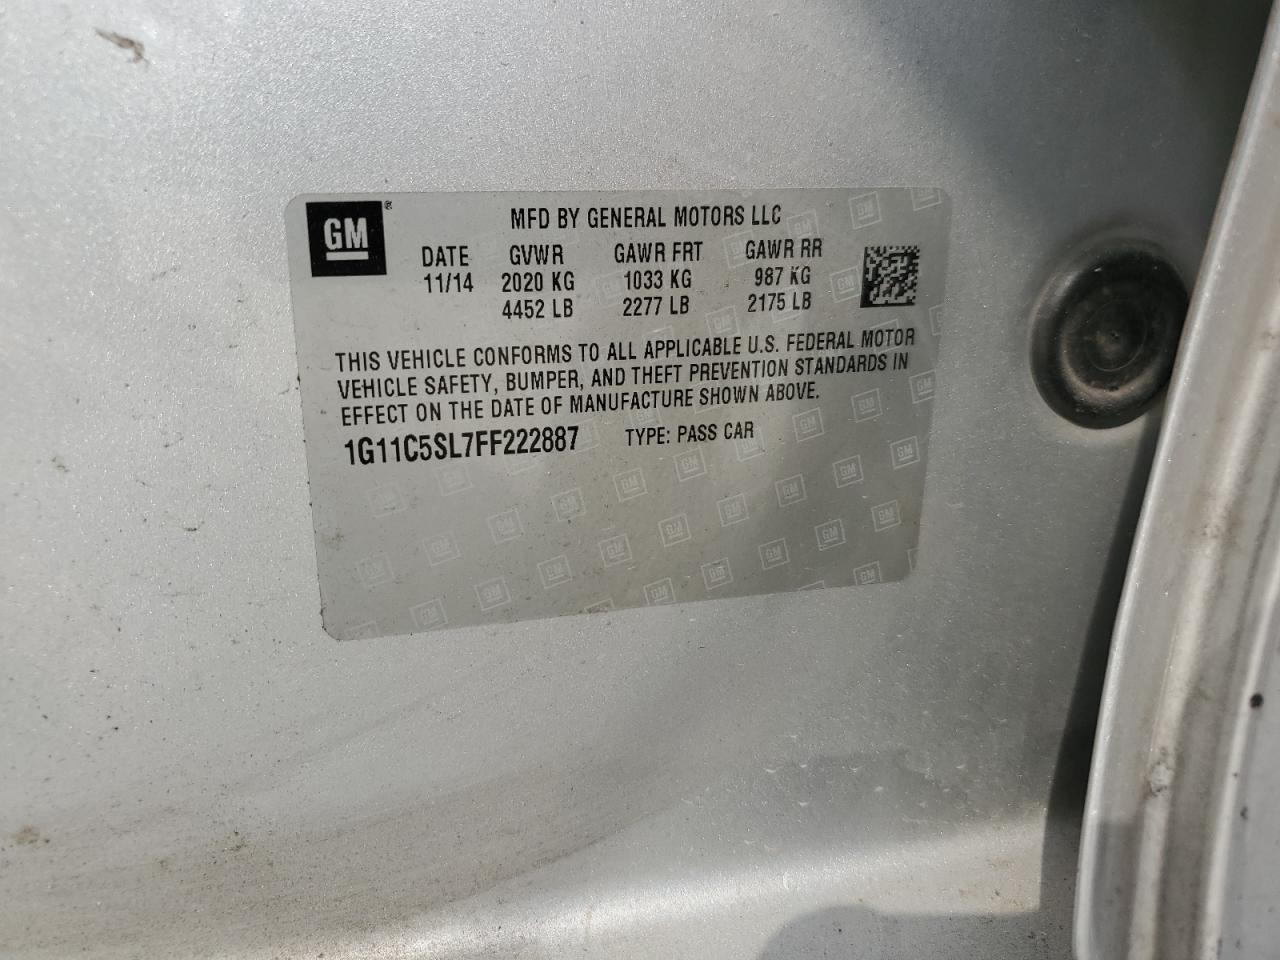 GM ®
MFD BY GENERAL MOTORS LLC
DATE GVWR GAWR FRT GAWR RR
11/14 2020 KG 1033 KG 987 KG
4452 LB 2277 LB 2175 LB
THIS VEHICLE CONFORMS TO ALL APPLICABLE U.S. FEDERAL MOTOR
VEHICLE SAFETY, BUMPER, AND THEFT PREVENTION STANDARDS IN
EFFECT ON THE DATE OF MANUFACTURE SHOWN ABOVE.
1G11C5SL7FF222887 TYPE: PASS CAR